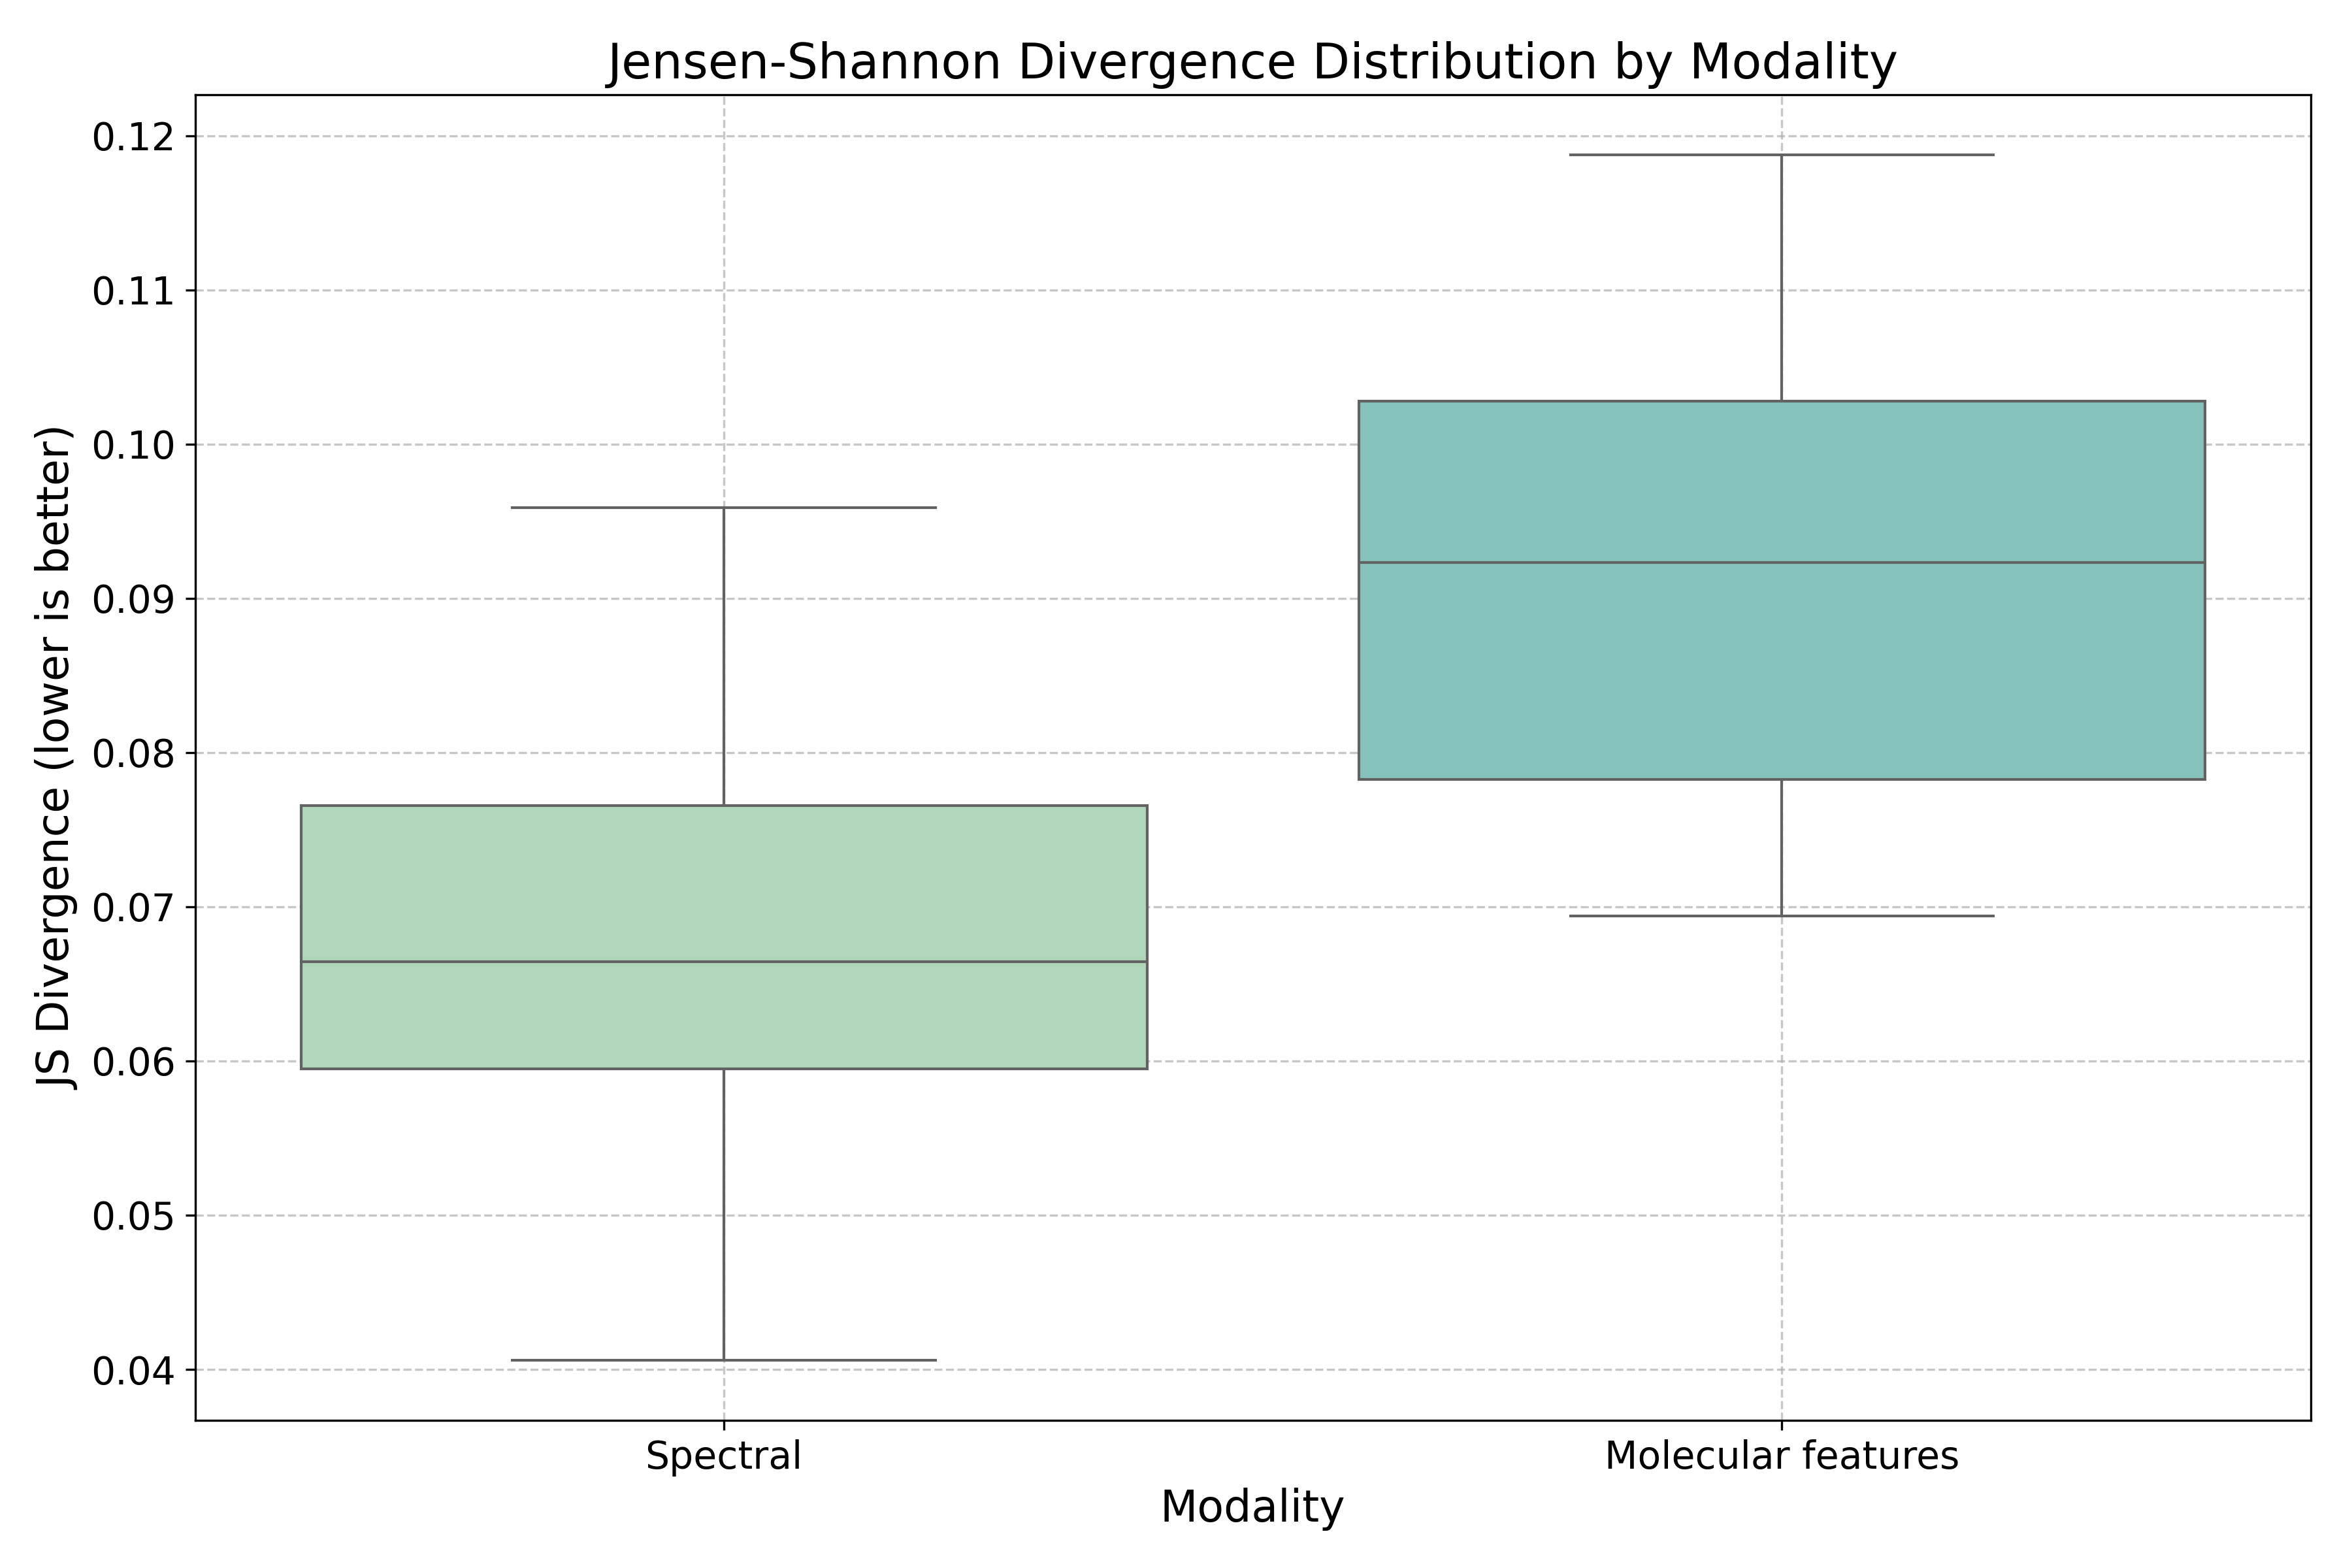 Jensen-Shannon Divergence Distribution by Modality
JS Divergence (lower is better)
0.12
0.11
0.10
0.09
0.08
0.07
0.06
0.05
0.04
Spectral
Molecular features
Modality